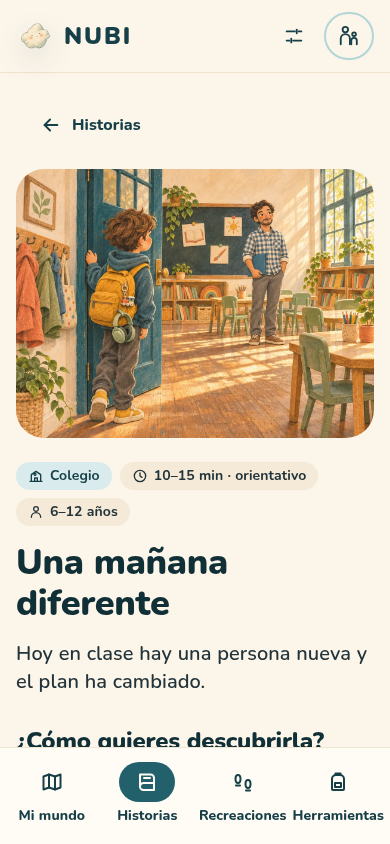 NUBI
Historias
Colegio
10–15 min · orientativo
6–12 años
Una mañana
diferente
Hoy en clase hay una persona nueva y
el plan ha cambiado.
¿Cómo quieres descubrirla?
Mi mundo
Historias
Recreaciones
Herramientas